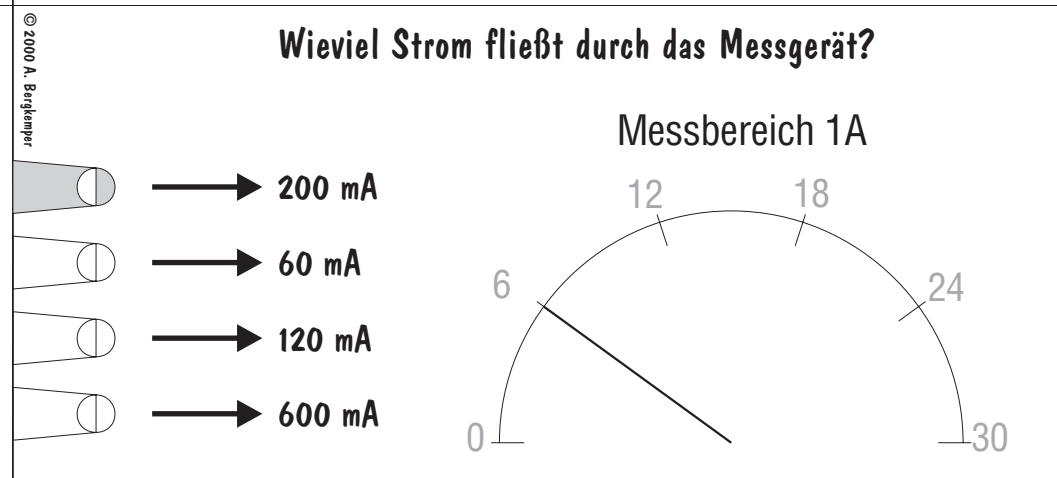 © 2000 A. Bergkemper
Wieviel Strom fließt durch das Messgerät?
Messbereich 1A
200 mA
60 mA
120 mA
600 mA
0
6
12
18
24
30